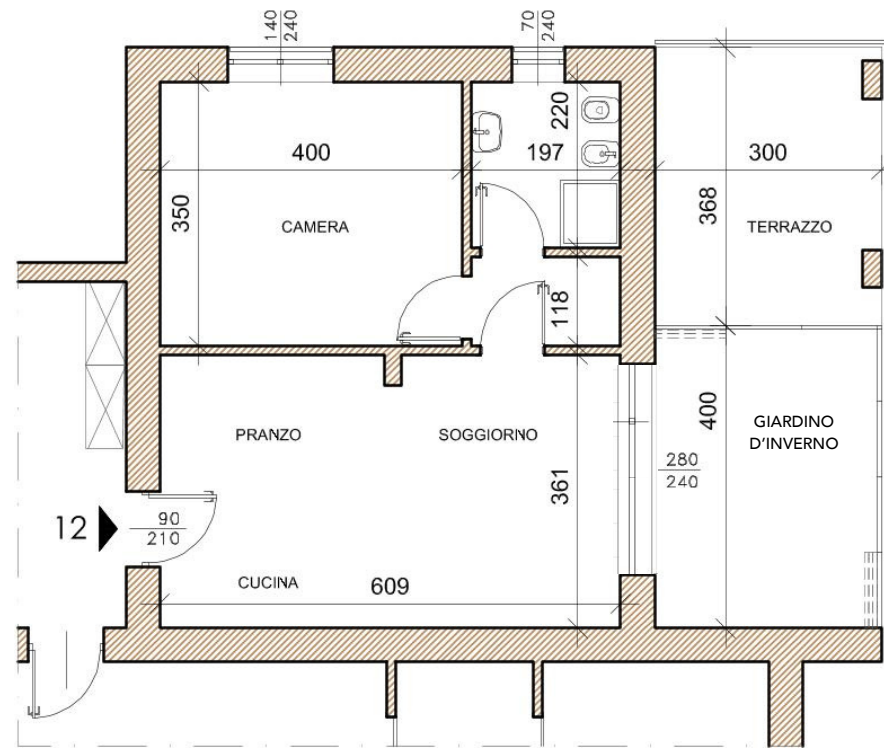 140
240
70
240
400
220
197
300
350
368
CAMERA
TERRAZZO
118
PRANZO
SOGGIORNO
400
GIARDINO
D'INVERNO
280
240
361
12
90
210
CUCINA
609